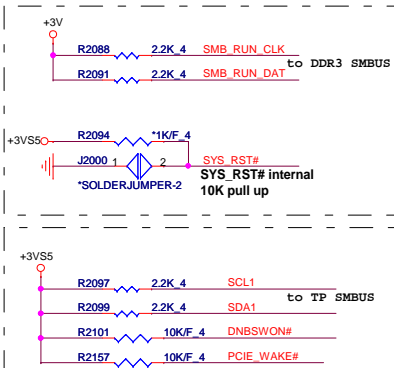 +3V
R2088 2.2K_4 SMB_RUN_CLK
to DDR3 SMBUS
R2091 2.2K_4 SMB_RUN_DAT
+3VS5 R2094 *1K/F_4
J2000 1 2 SYS_RST#
*SOLDERJUMPER-2 SYS_RST# internal
10K pull up
+3VS5
R2097 2.2K_4 SCL1
to TP SMBUS
R2099 2.2K_4 SDA1
R2101 10K/F_4 DNBSWON#
R2157 10K/F_4 PCIE_WAKE#